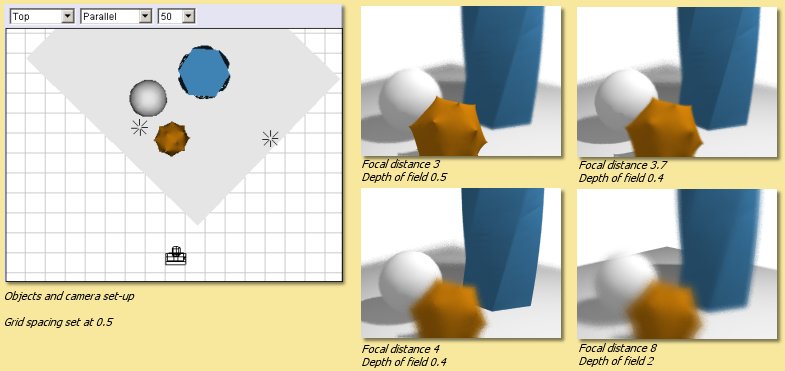 Top Parallel 50
Objects and camera set-up
Grid spacing set at 0.5
Focal distance 3
Depth of field 0.5
Focal distance 3.7
Depth of field 0.4
Focal distance 4
Depth of field 0.4
Focal distance 8
Depth of field 2